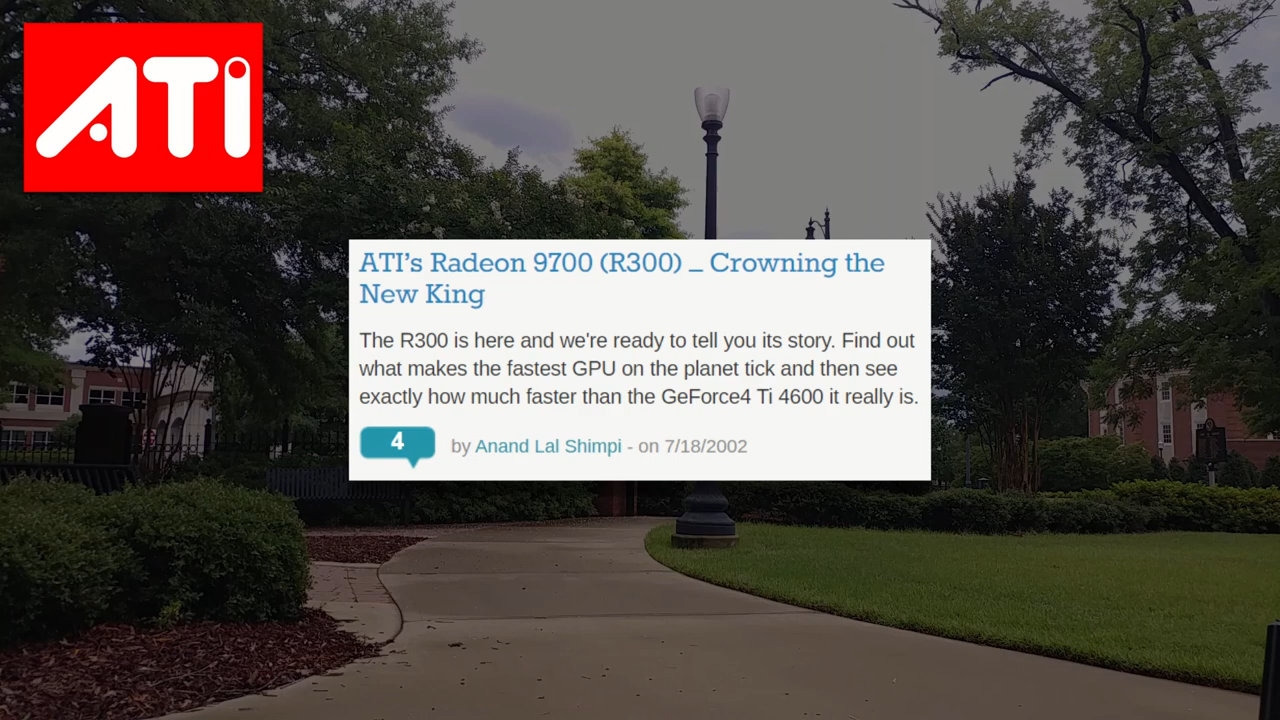 ATI
ATI’s Radeon 9700 (R300) _ Crowning the
New King
The R300 is here and we're ready to tell you its story. Find out
what makes the fastest GPU on the planet tick and then see
exactly how much faster than the GeForce4 Ti 4600 it really is.
4
by Anand Lal Shimpi - on 7/18/2002